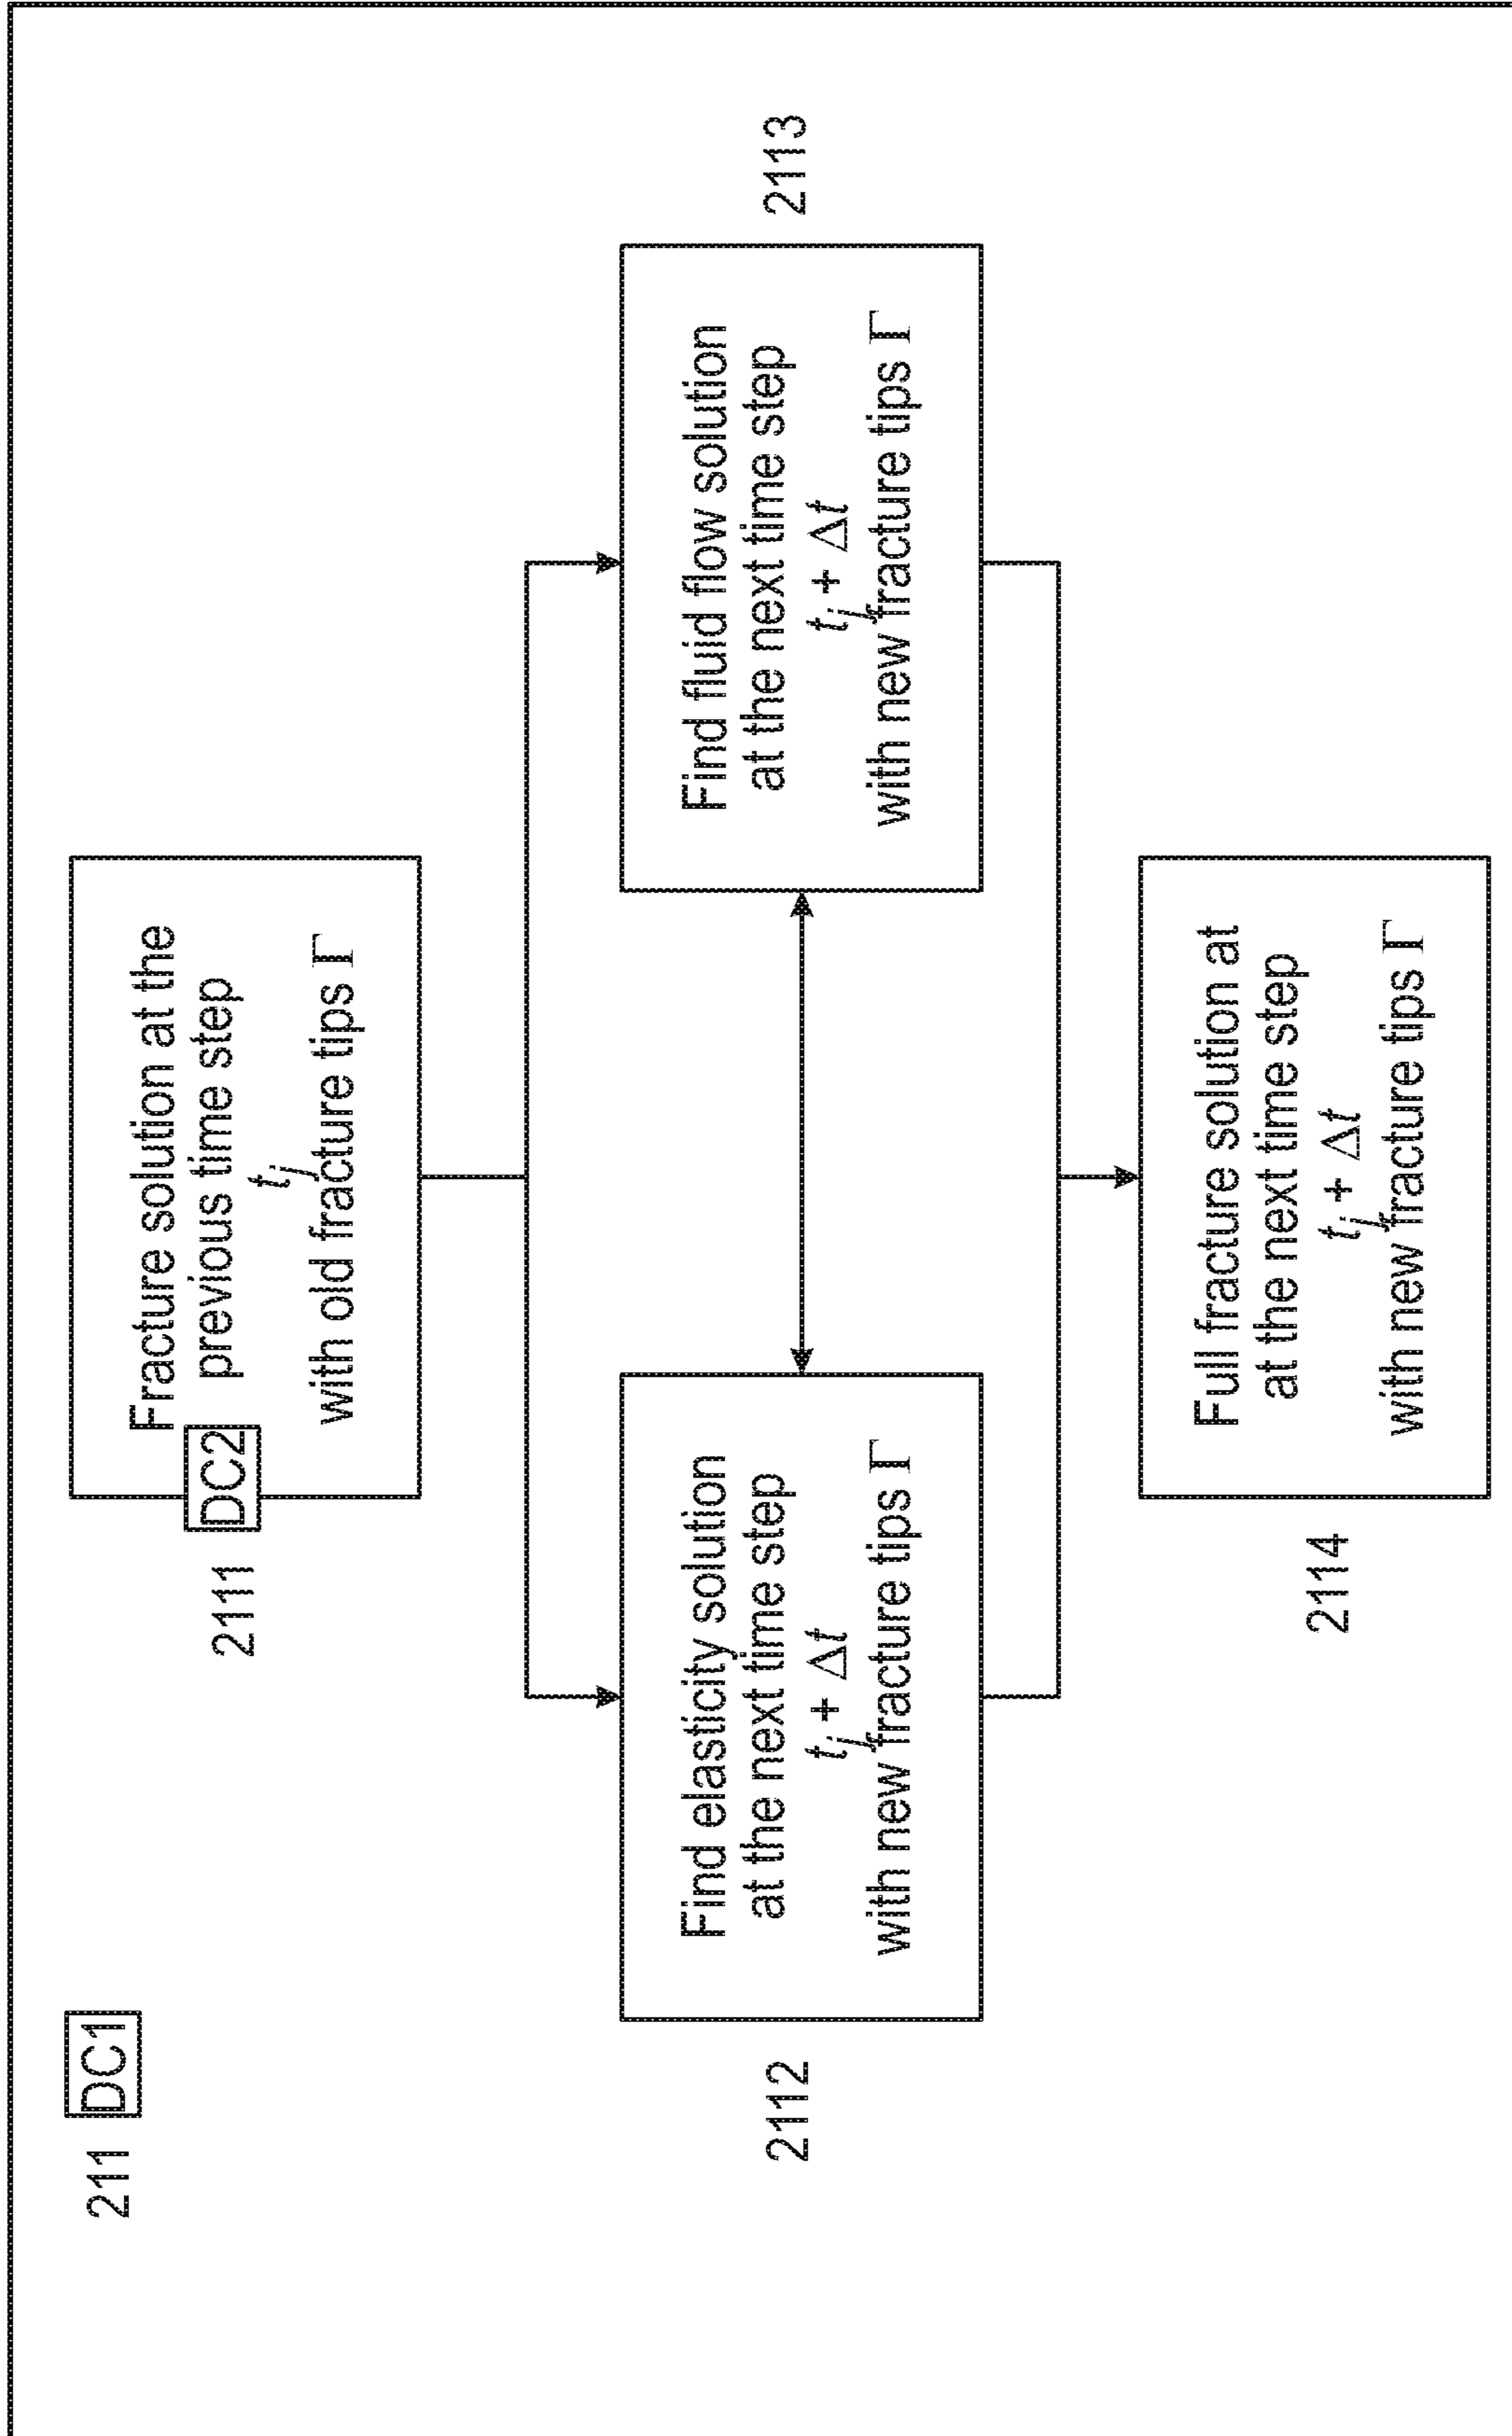 211 DC1
2111 DC2
Fracture solution at the
previous time step
t_j
with old fracture tips Γ
2112
Find elasticity solution
at the next time step
t_j + Δt
with new fracture tips Γ
Find fluid flow solution
at the next time step
t_j + Δt
with new fracture tips Γ
2113
2114
Full fracture solution at
at the next time step
t_j + Δt
with new fracture tips Γ